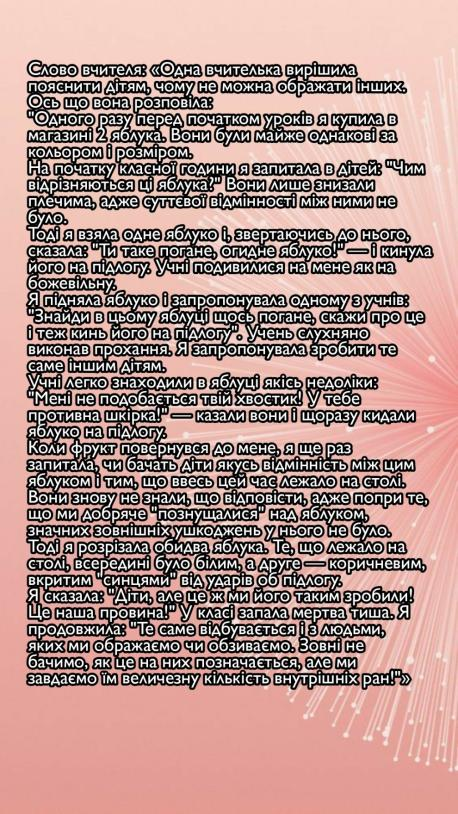 Слово вчителя: «Одна вчителька вирішила
пояснити дітям, чому не можна ображати інших.
Ось що вона розповіла:
"Одного разу перед початком уроків я купила в
магазині 2 яблука. Вони були майже однакові за
кольором і розміром.
На початку класної години я запитала в дітей: "Чим
відрізняються ці яблука?" Вони лише знизали
плечима, адже суттєвої відмінності між ними не
було.
Тоді я взяла одне яблуко і, звертаючись до нього,
сказала: "Ти таке погане, огидне яблуко!" — і кинула
його на підлогу. Учні подивилися на мене як на
божевільну.
Я підняла яблуко і запропонувала одному з учнів:
"Знайди в цьому яблуці щось погане, скажи про це
і теж кинь його на підлогу". Учень слухняно
виконав прохання. Я запропонувала зробити те
саме іншим дітям.
Учні легко знаходили в яблуці якісь недоліки:
"Мені не подобається твій хвостик! У тебе
противна шкірка!" — казали вони і щоразу кидали
яблуко на підлогу.
Коли фрукт повернувся до мене, я ще раз
запитала, чи бачать діти якусь відмінність між цим
яблуком і тим, що ввесь цей час лежало на столі.
Вони знову не знали, що відповісти, адже попри те,
що ми добряче "познущалися" над яблуком,
значних зовнішніх ушкоджень у нього не було.
Тоді я розрізала обидва яблука. Те, що лежало на
столі, всередині було білим, а друге — коричневим,
вкритим "синцями" від ударів об підлогу.
Я сказала: "Діти, але це ж ми його таким зробили!
Це наша провина!" У класі запала мертва тиша. Я
продовжила: "Те саме відбувається і з людьми,
яких ми ображаємо чи обзиваємо. Зовні не
бачимо, як це на них позначається, але ми
завдаємо їм величезну кількість внутрішніх ран!"»